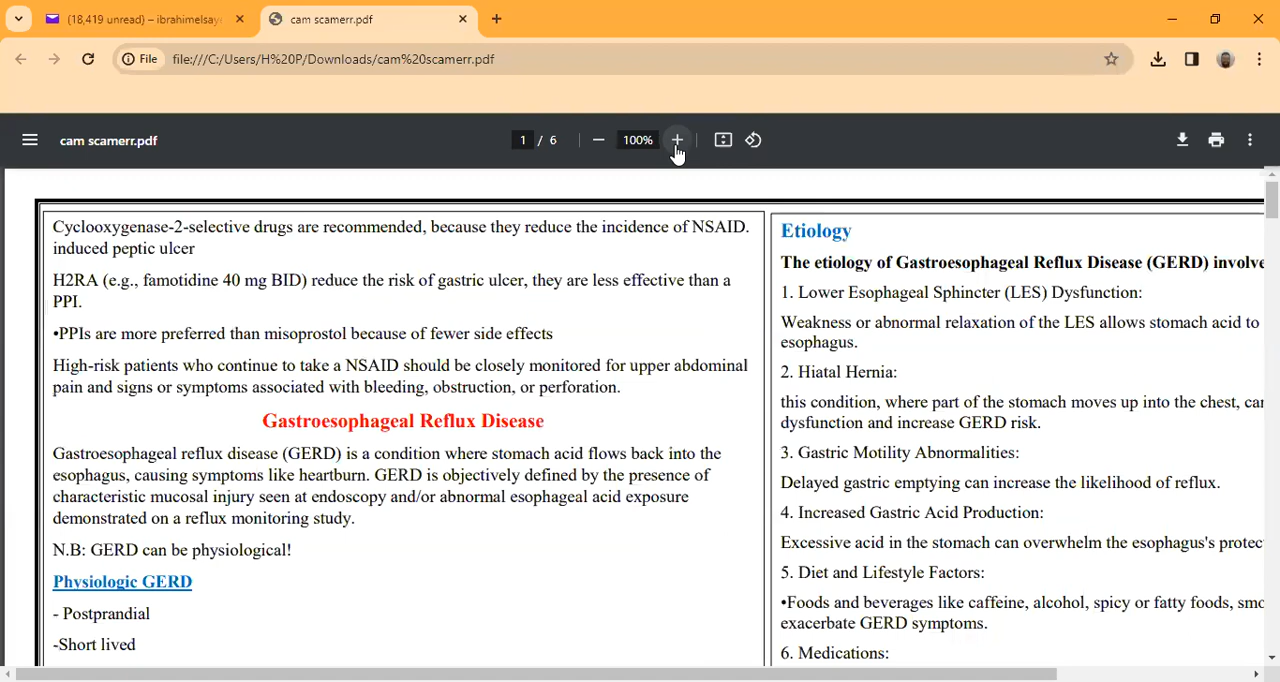 (18,419 unread) – ibrahimelsay
cam scamerr.pdf
File
file:///C:/Users/H%20P/Downloads/cam%20scamerr.pdf
cam scamerr.pdf
1 / 6
100%
Cyclooxygenase-2-selective drugs are recommended, because they reduce the incidence of NSAID.
induced peptic ulcer
H2RA (e.g., famotidine 40 mg BID) reduce the risk of gastric ulcer, they are less effective than a
PPI.
•PPIs are more preferred than misoprostol because of fewer side effects
High-risk patients who continue to take a NSAID should be closely monitored for upper abdominal
pain and signs or symptoms associated with bleeding, obstruction, or perforation.
Gastroesophageal Reflux Disease
Gastroesophageal reflux disease (GERD) is a condition where stomach acid flows back into the
esophagus, causing symptoms like heartburn. GERD is objectively defined by the presence of
characteristic mucosal injury seen at endoscopy and/or abnormal esophageal acid exposure
demonstrated on a reflux monitoring study.
N.B: GERD can be physiological!
Physiologic GERD
- Postprandial
-Short lived
Etiology
The etiology of Gastroesophageal Reflux Disease (GERD) involve
1. Lower Esophageal Sphincter (LES) Dysfunction:
Weakness or abnormal relaxation of the LES allows stomach acid to
esophagus.
2. Hiatal Hernia:
this condition, where part of the stomach moves up into the chest, can
dysfunction and increase GERD risk.
3. Gastric Motility Abnormalities:
Delayed gastric emptying can increase the likelihood of reflux.
4. Increased Gastric Acid Production:
Excessive acid in the stomach can overwhelm the esophagus's protec
5. Diet and Lifestyle Factors:
•Foods and beverages like caffeine, alcohol, spicy or fatty foods, smo
exacerbate GERD symptoms.
6. Medications: